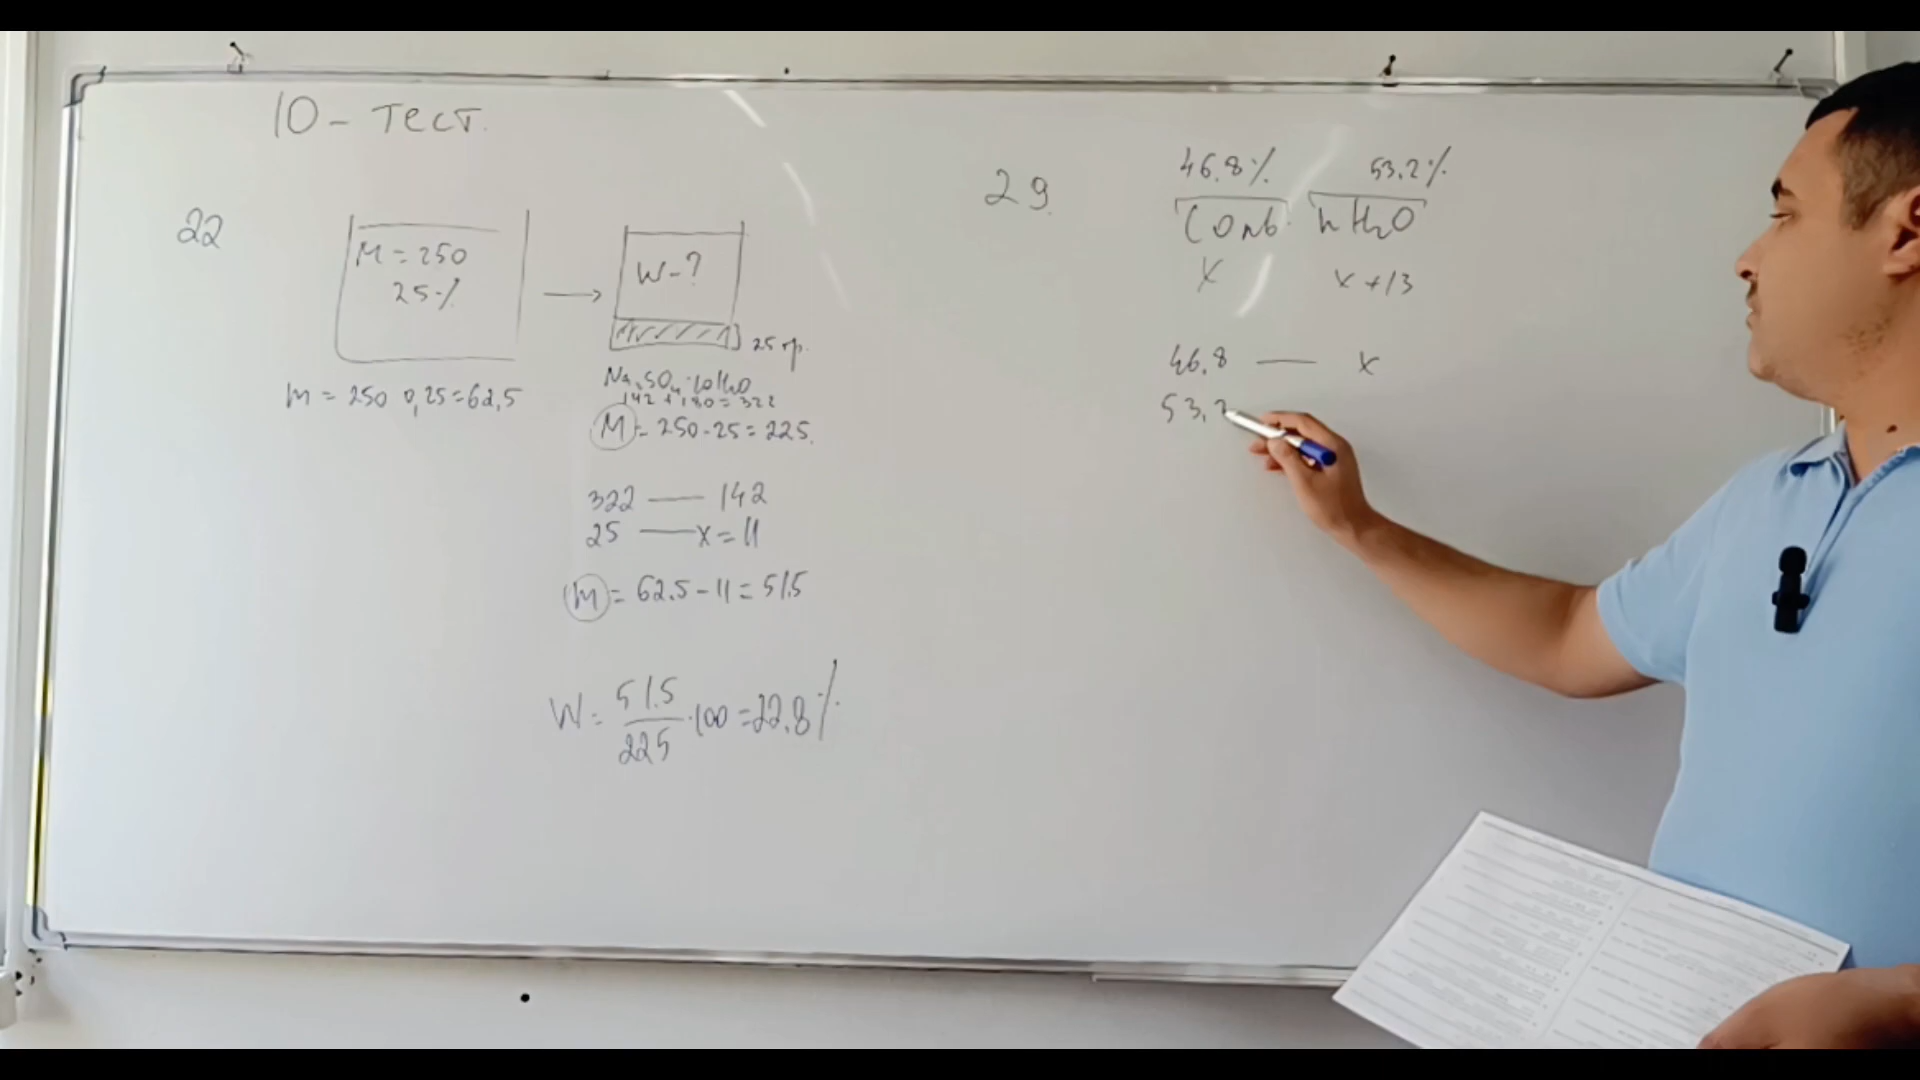 10 - тест.
22
M = 250
25%
m = 250 0,25 = 62,5
W - ?
25 гр.
Na2SO4 · 10H2O
142 + 180 = 322
M = 250 - 25 = 225.
322 — 142
25 — x = 11
m = 62.5 - 11 = 51.5
W = 51.5 / 225 · 100 = 22.8%
29.
46.8% 53.2%
nH2O
x x + 13
46.8 — x
53.2